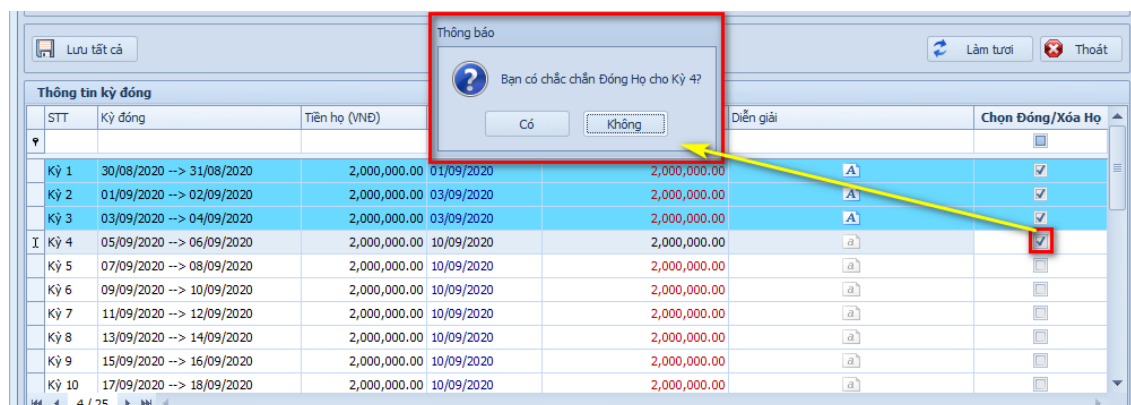 Thông báo
Lưu tất cả
Làm tươi
Thoát
Bạn có chắc chắn Đóng Họ cho Kỳ 4?
Có
Không
Thông tin kỳ đóng
STT Kỳ đóng Tiền họ (VNĐ) Diễn giải Chọn Đóng/Xóa Họ
Kỳ 1 30/08/2020 --> 31/08/2020 2,000,000.00 01/09/2020 2,000,000.00 A
Kỳ 2 01/09/2020 --> 02/09/2020 2,000,000.00 03/09/2020 2,000,000.00 A
Kỳ 3 03/09/2020 --> 04/09/2020 2,000,000.00 03/09/2020 2,000,000.00 A
Kỳ 4 05/09/2020 --> 06/09/2020 2,000,000.00 10/09/2020 2,000,000.00 a
Kỳ 5 07/09/2020 --> 08/09/2020 2,000,000.00 10/09/2020 2,000,000.00 a
Kỳ 6 09/09/2020 --> 10/09/2020 2,000,000.00 10/09/2020 2,000,000.00 a
Kỳ 7 11/09/2020 --> 12/09/2020 2,000,000.00 10/09/2020 2,000,000.00 a
Kỳ 8 13/09/2020 --> 14/09/2020 2,000,000.00 10/09/2020 2,000,000.00 a
Kỳ 9 15/09/2020 --> 16/09/2020 2,000,000.00 10/09/2020 2,000,000.00 a
Kỳ 10 17/09/2020 --> 18/09/2020 2,000,000.00 10/09/2020 2,000,000.00 a
4 / 25